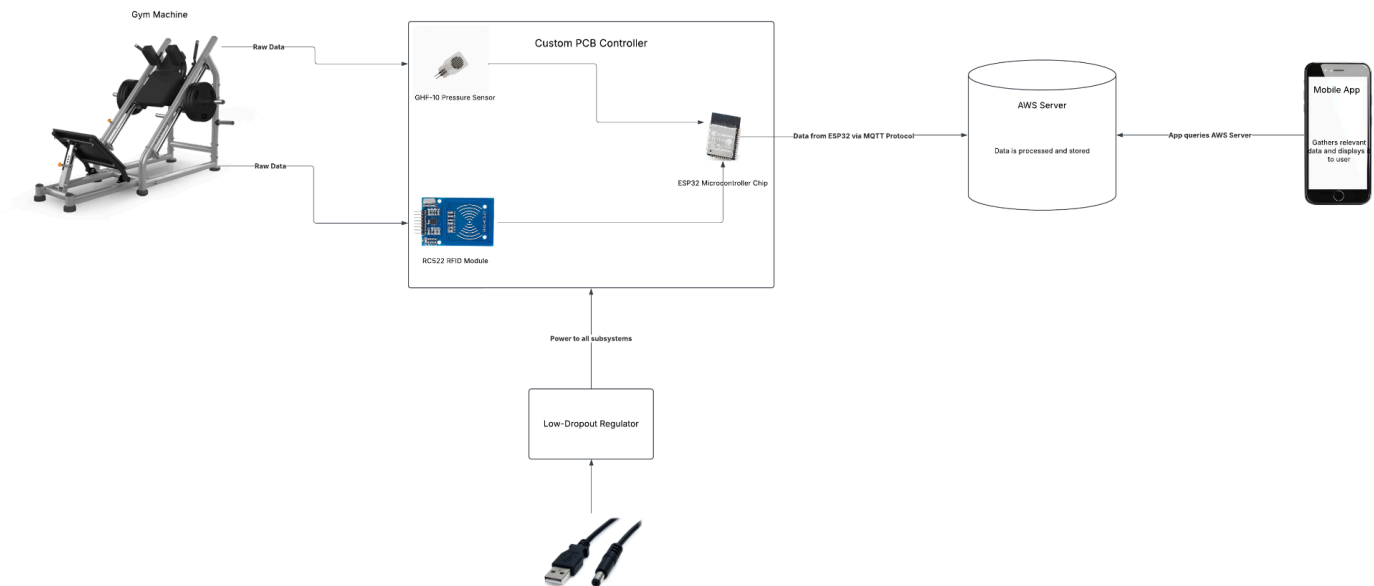 Gym Machine
Raw Data
Raw Data
Custom PCB Controller
GHF-10 Pressure Sensor
ESP32 Microcontroller Chip
RC522 RFID Module
Data from ESP32 via MQTT Protocol
AWS Server
Data is processed and stored
App queries AWS Server
Mobile App
Gathers relevant
data and displays
to user
Power to all subsystems
Low-Dropout Regulator